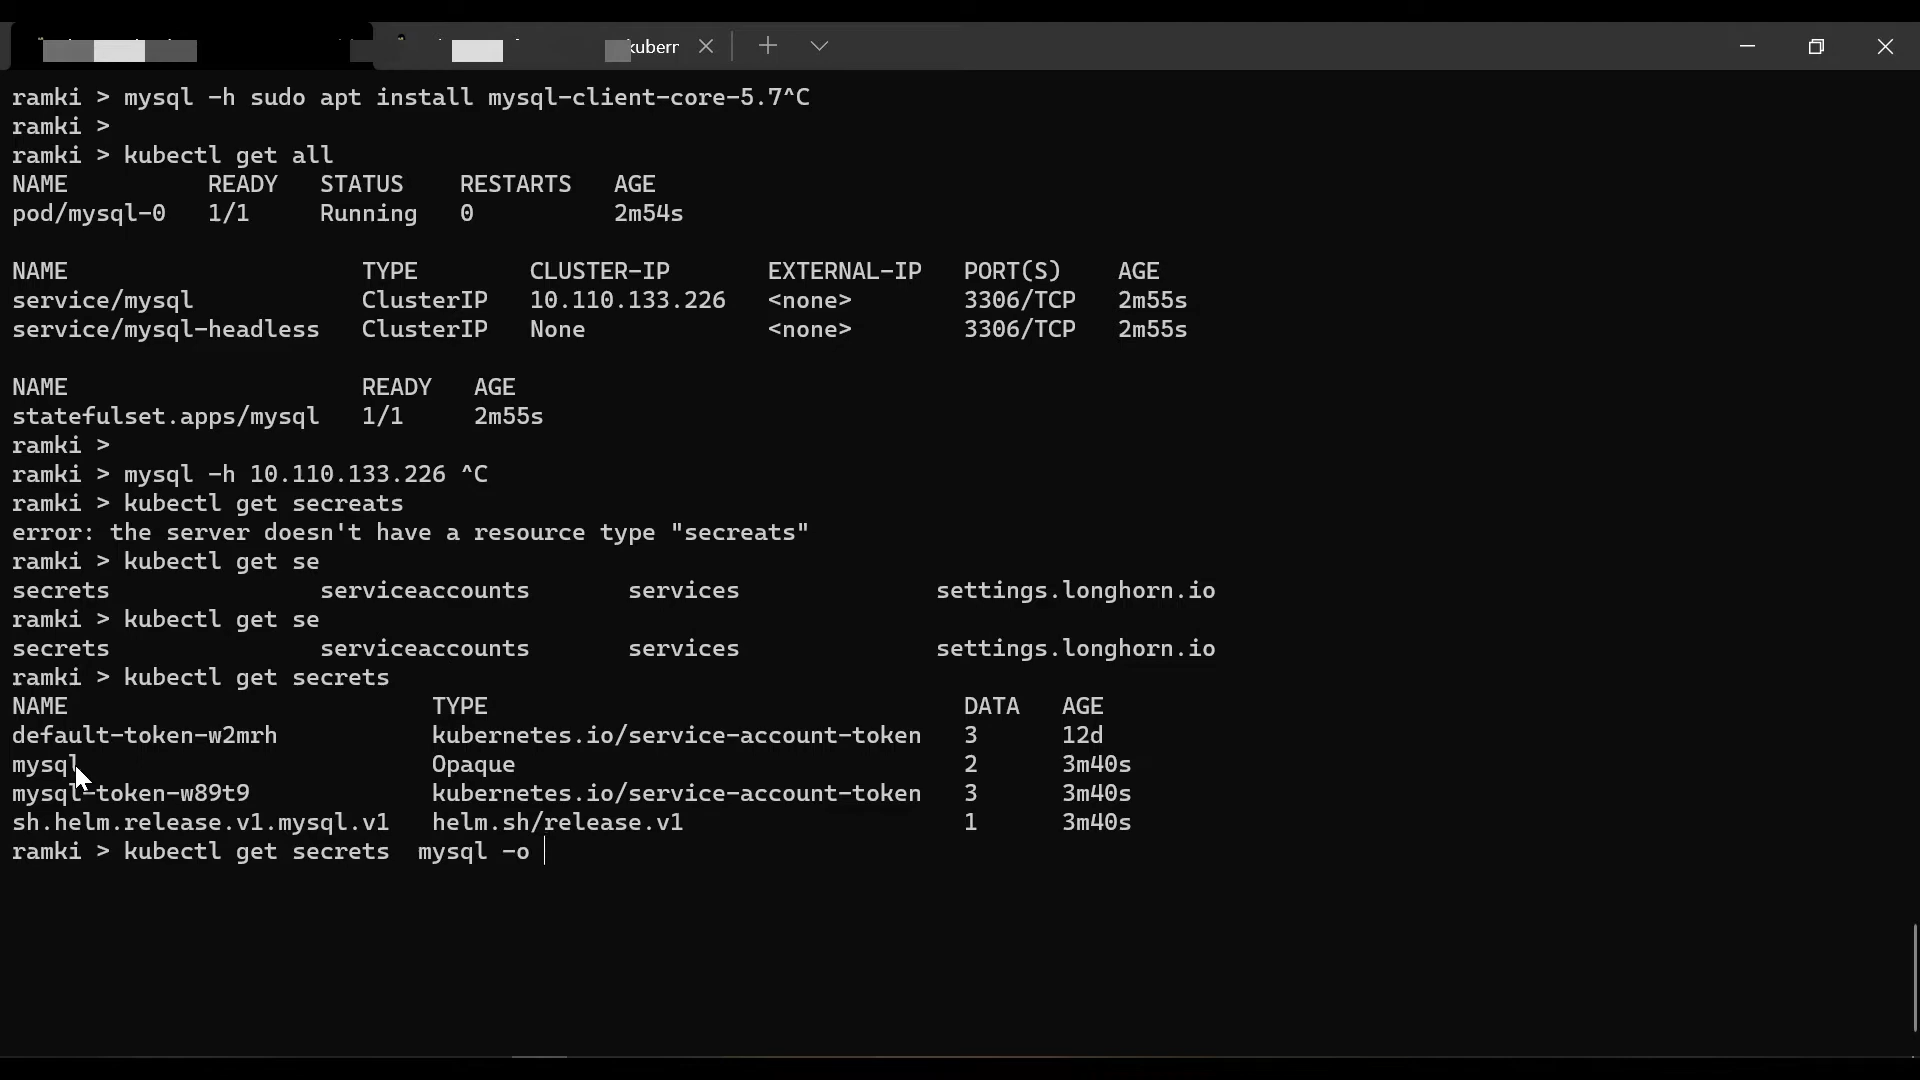 kubern
ramki > mysql -h sudo apt install mysql-client-core-5.7^C
ramki >
ramki > kubectl get all
NAME          READY   STATUS    RESTARTS   AGE
pod/mysql-0   1/1     Running   0          2m54s
NAME                     TYPE        CLUSTER-IP       EXTERNAL-IP   PORT(S)    AGE
service/mysql            ClusterIP   10.110.133.226   <none>        3306/TCP   2m55s
service/mysql-headless   ClusterIP   None             <none>        3306/TCP   2m55s
NAME                     READY   AGE
statefulset.apps/mysql   1/1     2m55s
ramki >
ramki > mysql -h 10.110.133.226 ^C
ramki > kubectl get secreats
error: the server doesn't have a resource type "secreats"
ramki > kubectl get se
secrets               serviceaccounts       services              settings.longhorn.io
ramki > kubectl get se
secrets               serviceaccounts       services              settings.longhorn.io
ramki > kubectl get secrets
NAME                          TYPE                                  DATA   AGE
default-token-w2mrh           kubernetes.io/service-account-token   3      12d
mysql                         Opaque                                2      3m40s
mysql-token-w89t9             kubernetes.io/service-account-token   3      3m40s
sh.helm.release.v1.mysql.v1   helm.sh/release.v1                    1      3m40s
ramki > kubectl get secrets  mysql -o